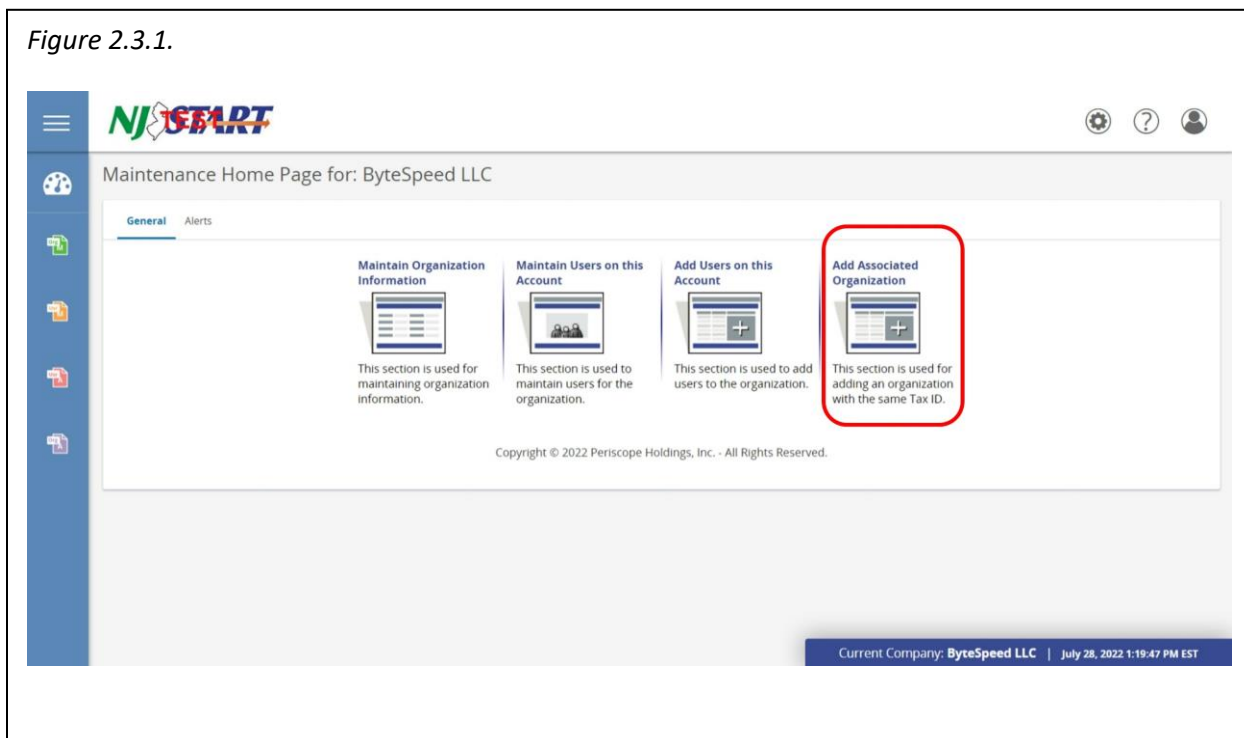 Figure 2.3.1.
NJ START
TEST
Maintenance Home Page for: ByteSpeed LLC
General Alerts
Maintain Organization
Information
This section is used for
maintaining organization
information.
Maintain Users on this
Account
This section is used to
maintain users for the
organization.
Add Users on this
Account
This section is used to add
users to the organization.
Add Associated
Organization
This section is used for
adding an organization
with the same Tax ID.
Copyright © 2022 Periscope Holdings, Inc. - All Rights Reserved.
Current Company: ByteSpeed LLC | July 28, 2022 1:19:47 PM EST